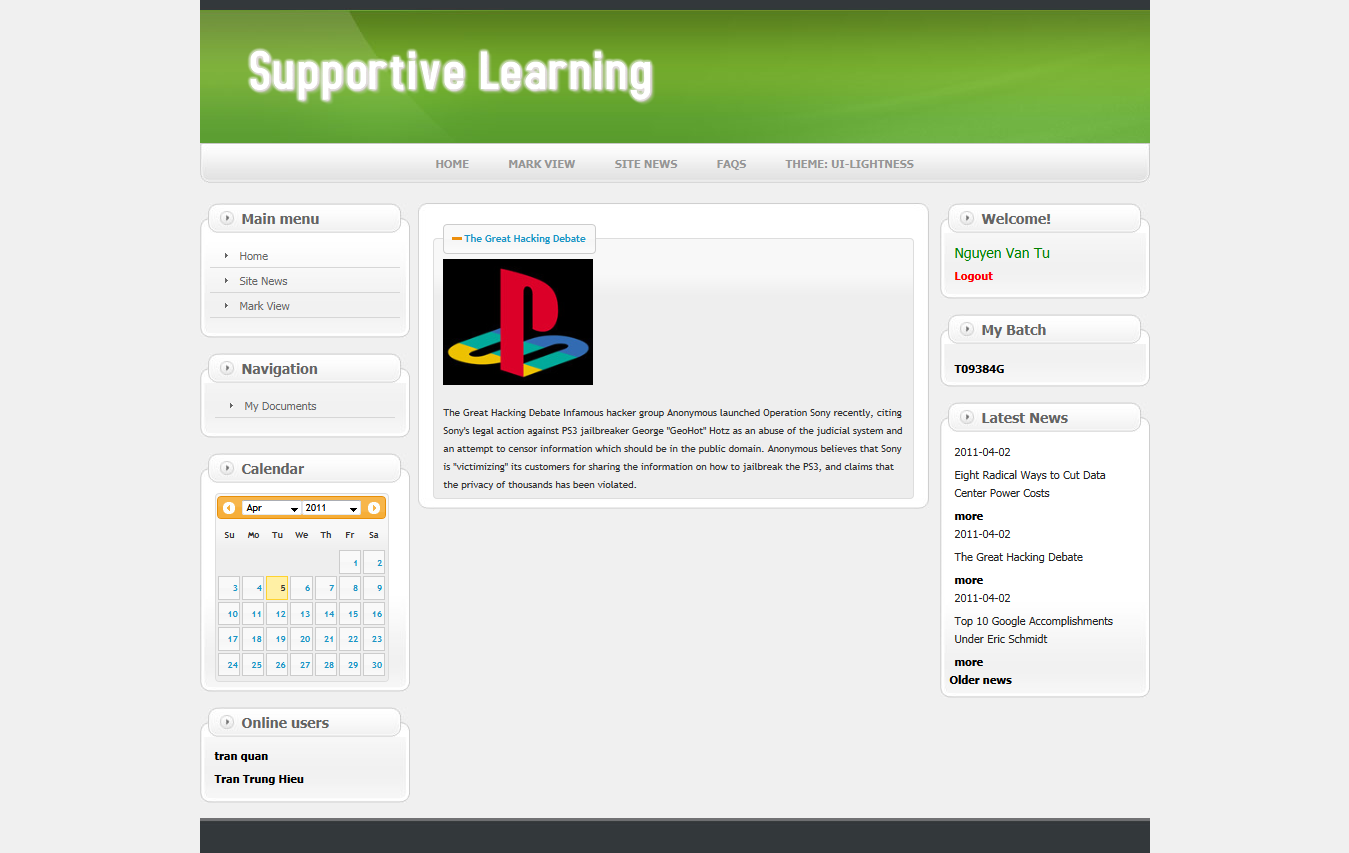 Supportive Learning
HOME MARK VIEW SITE NEWS FAQS THEME: UI-LIGHTNESS
Main menu
Home
Site News
Mark View
Navigation
My Documents
Calendar
Apr 2011
Su Mo Tu We Th Fr Sa
1 2
3 4 5 6 7 8 9
10 11 12 13 14 15 16
17 18 19 20 21 22 23
24 25 26 27 28 29 30
Online users
tran quan
Tran Trung Hieu
The Great Hacking Debate
The Great Hacking Debate Infamous hacker group Anonymous launched Operation Sony recently, citing
Sony's legal action against PS3 jailbreaker George "GeoHot" Hotz as an abuse of the judicial system and
an attempt to censor information which should be in the public domain. Anonymous believes that Sony
is "victimizing" its customers for sharing the information on how to jailbreak the PS3, and claims that
the privacy of thousands has been violated.
Welcome!
Nguyen Van Tu
Logout
My Batch
T09384G
Latest News
2011-04-02
Eight Radical Ways to Cut Data
Center Power Costs
more
2011-04-02
The Great Hacking Debate
more
2011-04-02
Top 10 Google Accomplishments
Under Eric Schmidt
more
Older news